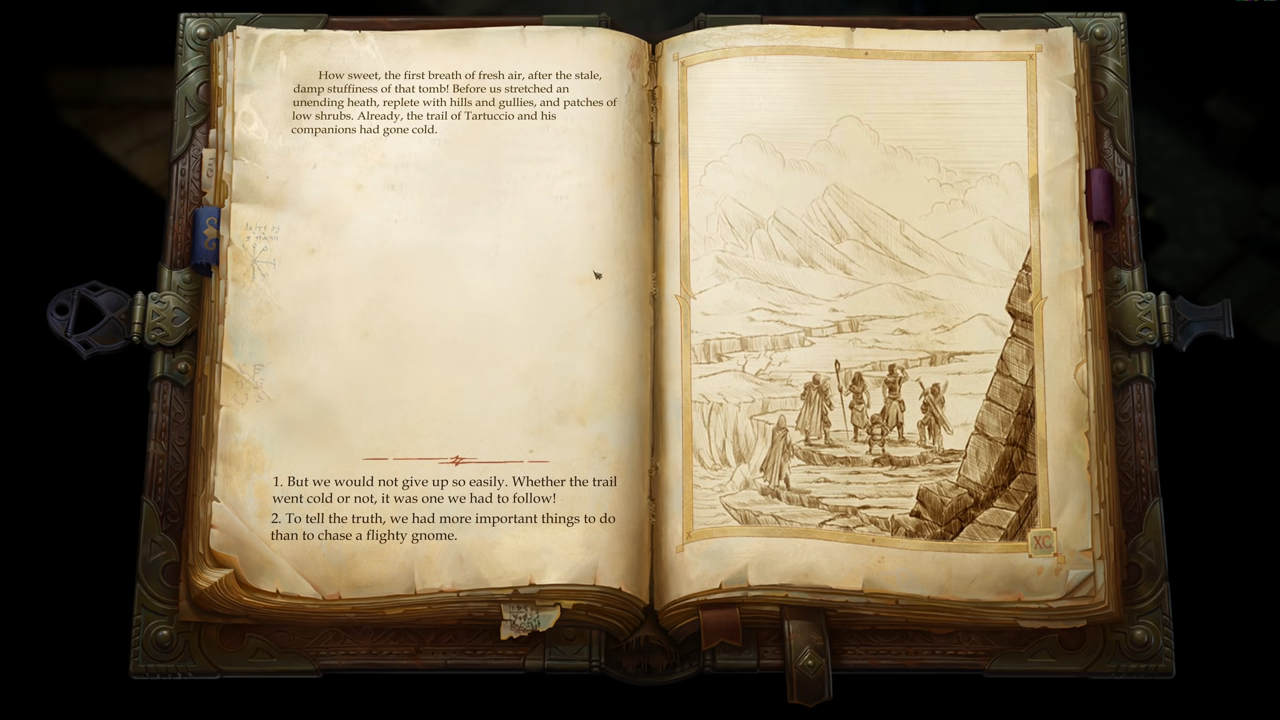 How sweet, the first breath of fresh air, after the stale,
damp stuffiness of that tomb! Before us stretched an
unending heath, replete with hills and gullies, and patches of
low shrubs. Already, the trail of Tartuccio and his
companions had gone cold.
1. But we would not give up so easily. Whether the trail
went cold or not, it was one we had to follow!
2. To tell the truth, we had more important things to do
than to chase a flighty gnome.
XC